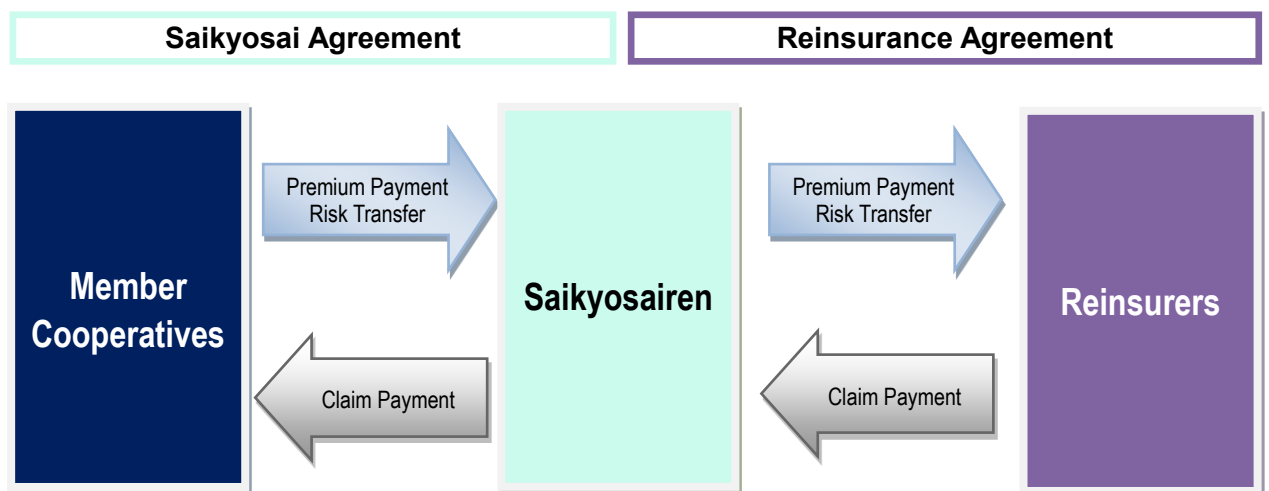 Saikyosai Agreement
Reinsurance Agreement
Premium Payment
Risk Transfer
Premium Payment
Risk Transfer
Member
Cooperatives
Saikyosairen
Reinsurers
Claim Payment
Claim Payment